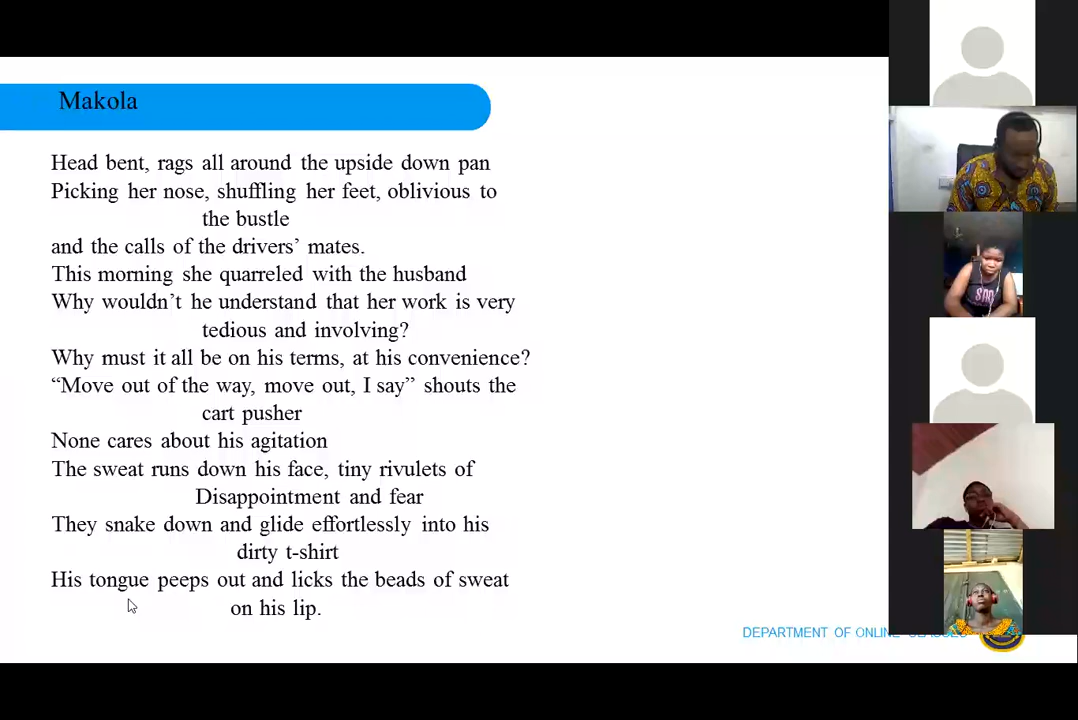 Makola
Head bent, rags all around the upside down pan
Picking her nose, shuffling her feet, oblivious to
the bustle
and the calls of the drivers’ mates.
This morning she quarreled with the husband
Why wouldn’t he understand that her work is very
tedious and involving?
Why must it all be on his terms, at his convenience?
“Move out of the way, move out, I say” shouts the
cart pusher
None cares about his agitation
The sweat runs down his face, tiny rivulets of
Disappointment and fear
They snake down and glide effortlessly into his
dirty t-shirt
His tongue peeps out and licks the beads of sweat
on his lip.
DEPARTMENT OF ONLINE CLASSES